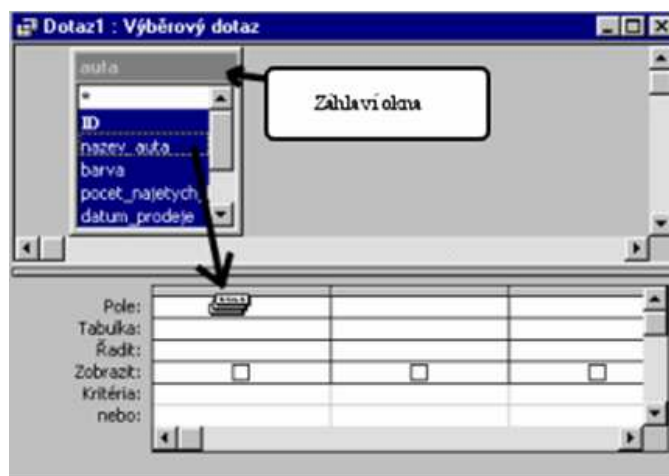 Dotaz1 : Výběrový dotaz
auta
Záhlaví okna
*
ID
nazev_auta
barva
pocet_najetych_
datum_prodeje
Pole:
Tabulka:
Řadit:
Zobrazit:
Kritéria:
nebo: